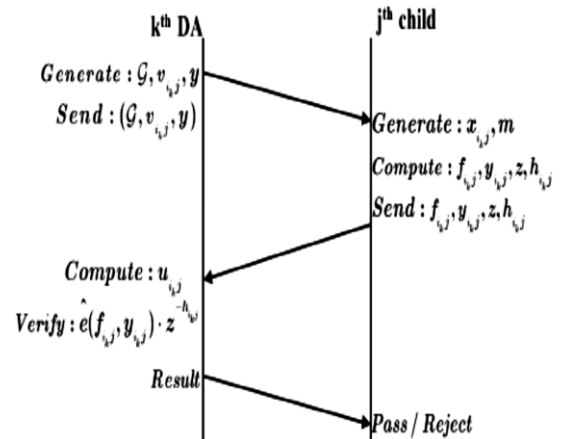 kᵗʰ DA
jᵗʰ child
Generate : 𝒢, v_{i_k j}, y
Send : (𝒢, v_{i_k j}, y)
Generate : x_{i_k j}, m
Compute : f_{i_k j}, y_{i_k j}, z, h_{i_k j}
Send : f_{i_k j}, y_{i_k j}, z, h_{i_k j}
Compute : u_{i_k j}
Verify : ê(f_{i_k j}, y_{i_k j}) · z^{-h_{i_k j}}
Result
Pass / Reject